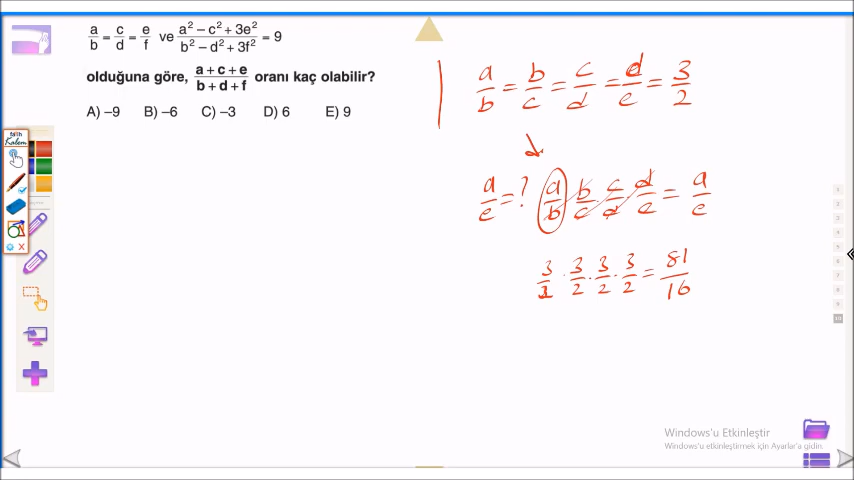 a/b = c/d = e/f ve (a² − c² + 3e²)/(b² − d² + 3f²) = 9
olduğuna göre, (a + c + e)/(b + d + f) oranı kaç olabilir?
A) –9 B) –6 C) –3 D) 6 E) 9
a/b = b/c = c/d = d/e = 3/2
a/e = ? a/b · b/c · c/d · d/e = a/e
3/2 · 3/2 · 3/2 · 3/2 = 81/16
fatih
Kalem
Windows'u Etkinleştir
Windows'u etkinleştirmek için Ayarlar'a gidin.